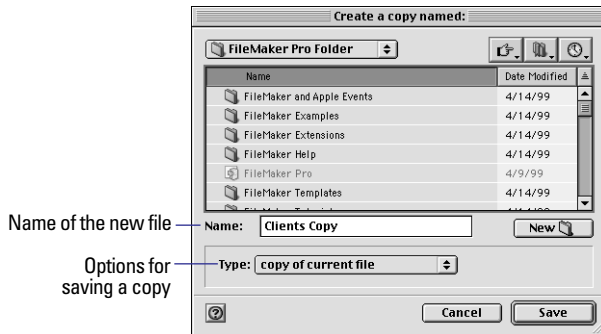 Create a copy named:
FileMaker Pro Folder
Name Date Modified
FileMaker and Apple Events 4/14/99
FileMaker Examples 4/14/99
FileMaker Extensions 4/14/99
FileMaker Help 4/14/99
FileMaker Pro 4/9/99
FileMaker Templates 4/14/99
Name of the new file
Name: Clients Copy New
Options for
saving a copy
Type: copy of current file
Cancel Save